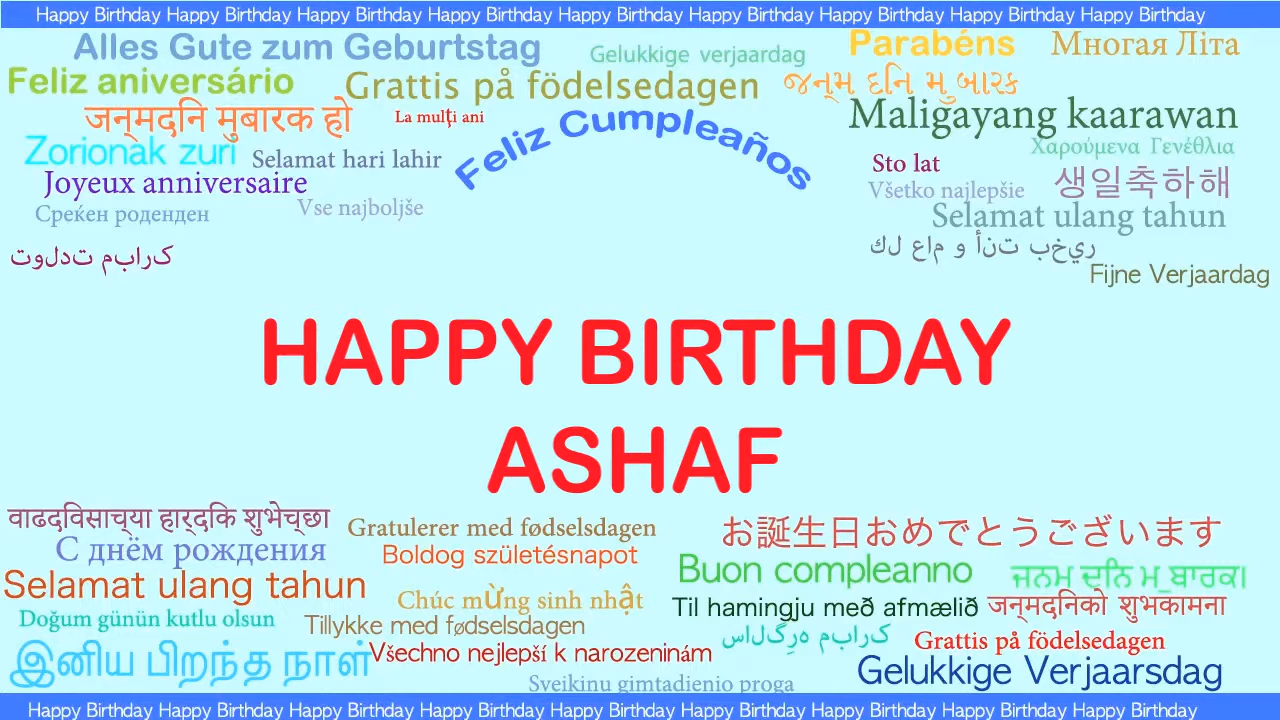 Happy Birthday Happy Birthday Happy Birthday Happy Birthday Happy Birthday Happy Birthday Happy Birthday Happy Birthday Happy Birthday
Alles Gute zum Geburtstag
Gelukkige verjaardag
Parabéns
Многая Літа
Feliz aniversário
Grattis på födelsedagen
જન્મ દિન મુબારક
जन्मदिन मुबारक हो
La mulţi ani
Feliz Cumpleaños
Maligayang kaarawan
Zorionak zuri
Selamat hari lahir
Sto lat
Χαρούμενα Γενέθλια
Joyeux anniversaire
Všetko najlepšie
생일축하해
Среќен роденден
Vse najboljše
Selamat ulang tahun
تولدت مبارک
كل عام و أنت بخير
Fijne Verjaardag
HAPPY BIRTHDAY
ASHAF
वाढदिवसाच्या हार्दिक शुभेच्छा
Gratulerer med fødselsdagen
お誕生日おめでとうございます
С днём рождения
Boldog születésnapot
Buon compleanno
ਜਨਮ ਦਿਨ ਮੁਬਾਰਕ।
Selamat ulang tahun
Chúc mừng sinh nhật
Til hamingju með afmælið
जन्मदिनको शुभकामना
Doğum günün kutlu olsun
Tillykke med fødselsdagen
سالگرہ مبارک
Grattis på födelsedagen
இனிய பிறந்த நாள்
Všechno nejlepší k narozeninám
Gelukkige Verjaarsdag
Sveikinu gimtadienio proga
Happy Birthday Happy Birthday Happy Birthday Happy Birthday Happy Birthday Happy Birthday Happy Birthday Happy Birthday Happy Birthday